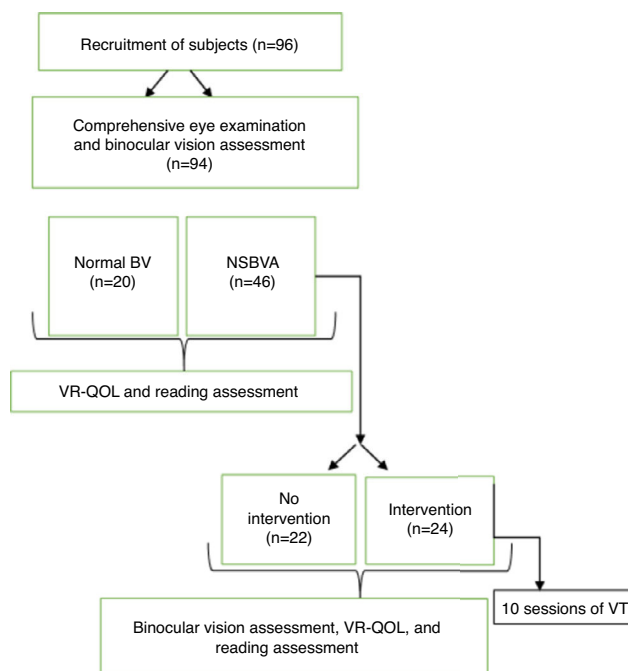 Recruitment of subjects (n=96)
Comprehensive eye examination
and binocular vision assessment
(n=94)
Normal BV
(n=20)
NSBVA
(n=46)
VR-QOL and reading assessment
No
intervention
(n=22)
Intervention
(n=24)
10 sessions of VT
Binocular vision assessment, VR-QOL, and
reading assessment